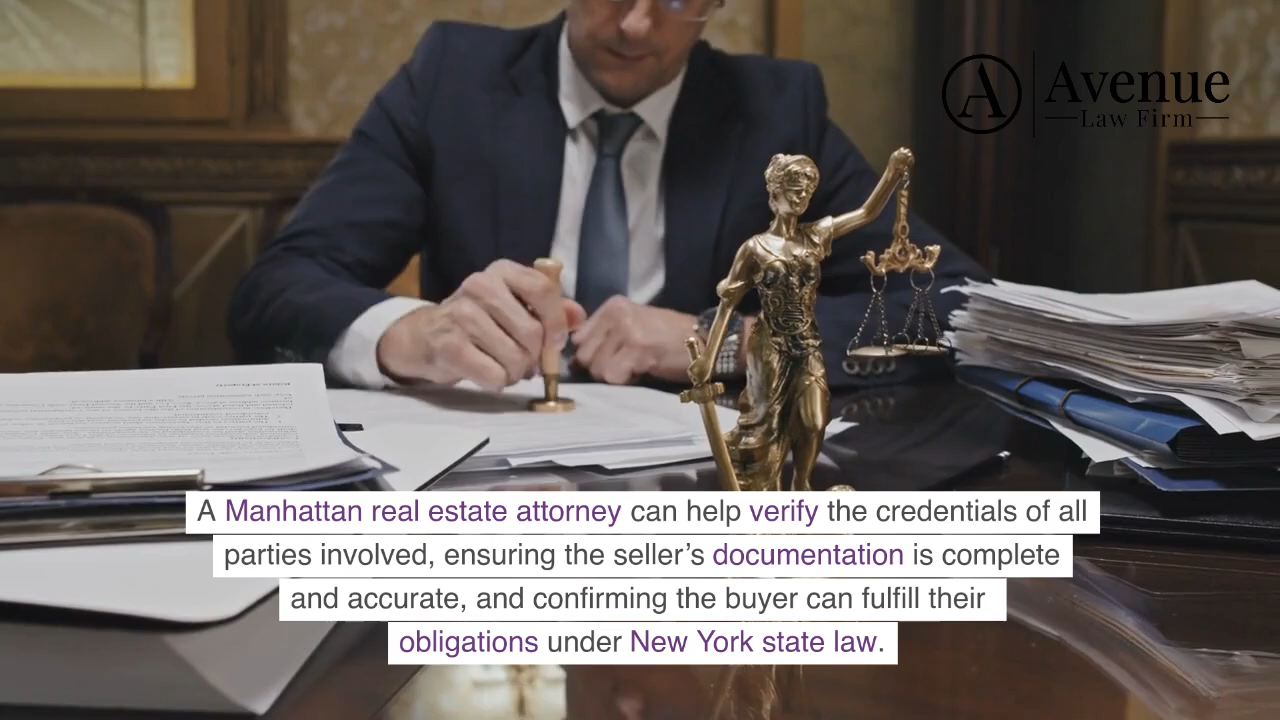 A
Avenue
Law Firm
A Manhattan real estate attorney can help verify the credentials of all
parties involved, ensuring the seller’s documentation is complete
and accurate, and confirming the buyer can fulfill their
obligations under New York state law.